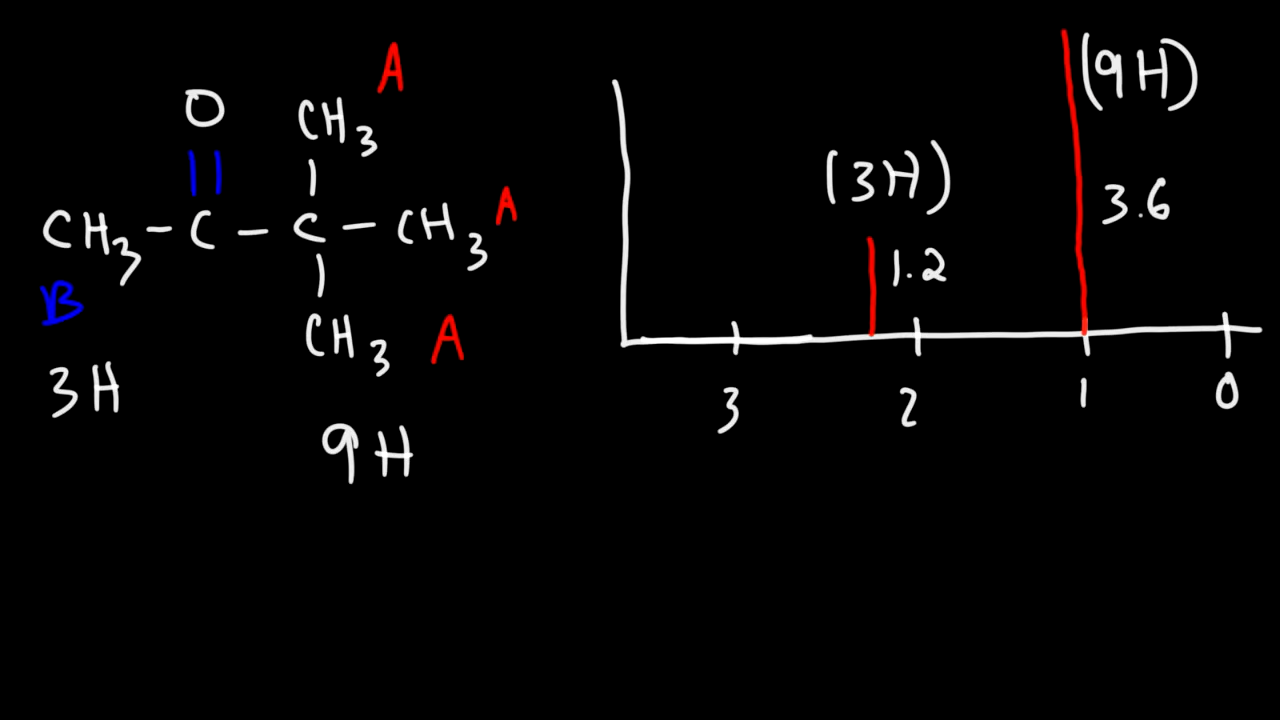 O CH3 A
CH3 - C - C - CH3 A
B
CH3 A
3H
9H
(9H)
(3H)
3.6
1.2
3 2 1 0